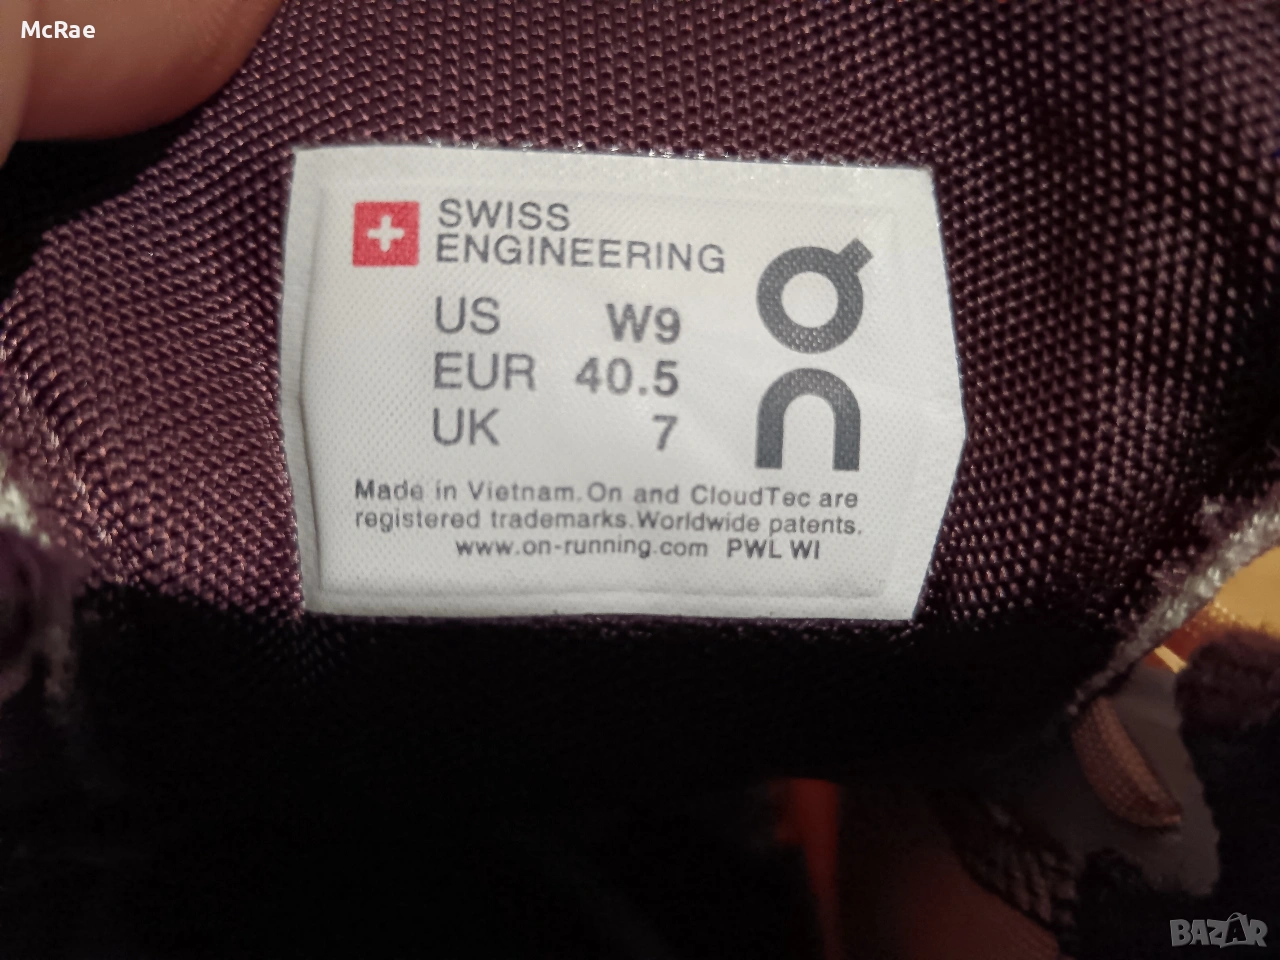 McRae
SWISS
ENGINEERING
US W9
EUR 40.5
UK 7
On
Made in Vietnam. On and CloudTec are
registered trademarks. Worldwide patents.
www.on-running.com PWL WI
BAZAR